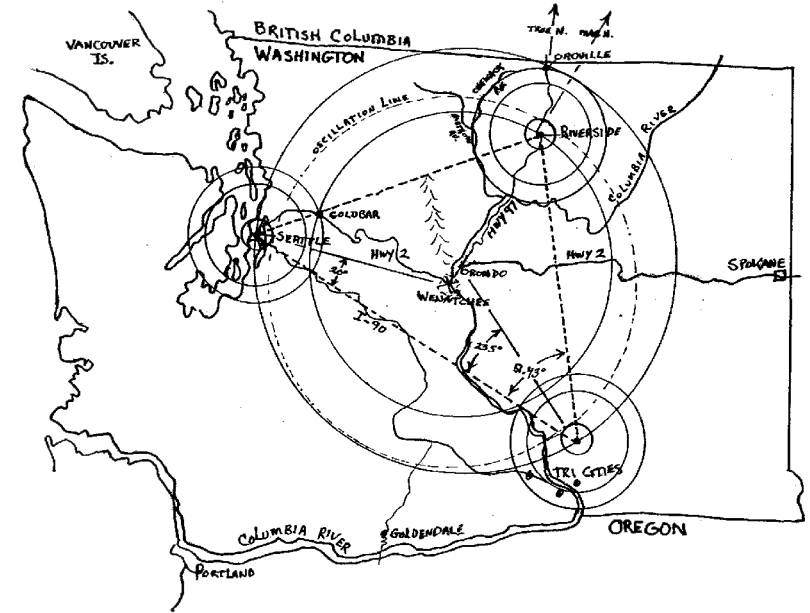 TRUE N.
MAG N.
VANCOUVER
IS.
BRITISH COLUMBIA
WASHINGTON
OROVILLE
OSCILLATION LINE
RIVERSIDE
COLUMBIA RIVER
GOLDBAR
SEATTLE
HWY 97
HWY 2
HWY 2
SPOKANE
ORONDO
WENATCHEE
20°
I-90
23.5°
51.43°
TRI CITIES
COLUMBIA RIVER
GOLDENDALE
OREGON
PORTLAND